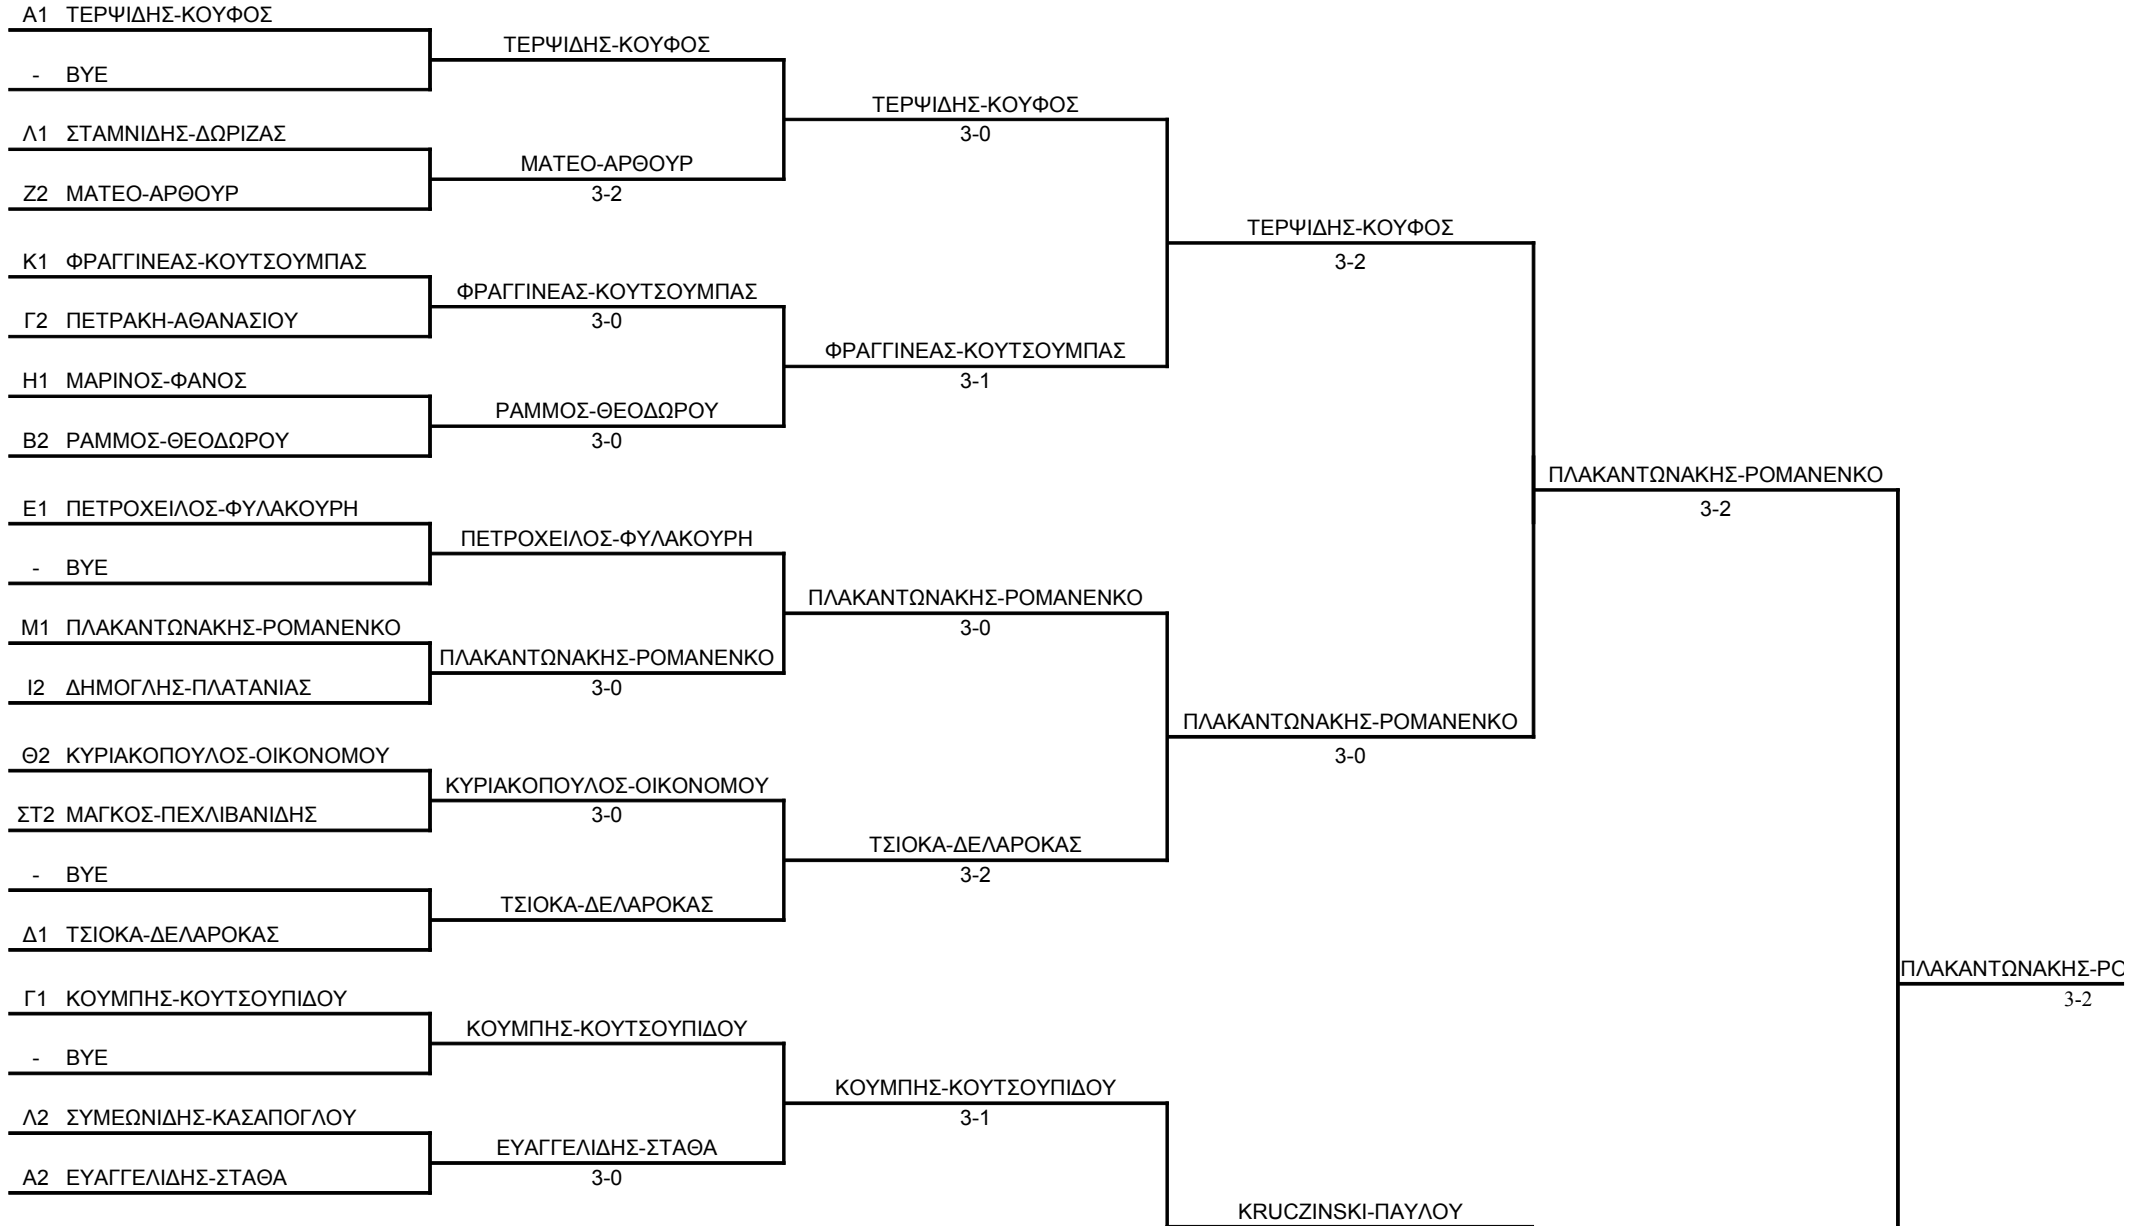 Α1 ΤΕΡΨΙΔΗΣ-ΚΟΥΦΟΣ
ΤΕΡΨΙΔΗΣ-ΚΟΥΦΟΣ
- BYE
ΤΕΡΨΙΔΗΣ-ΚΟΥΦΟΣ
3-0
Λ1 ΣΤΑΜΝΙΔΗΣ-ΔΩΡΙΖΑΣ
ΜΑΤΕΟ-ΑΡΘΟΥΡ
3-2
Ζ2 ΜΑΤΕΟ-ΑΡΘΟΥΡ
ΤΕΡΨΙΔΗΣ-ΚΟΥΦΟΣ
3-2
Κ1 ΦΡΑΓΓΙΝΕΑΣ-ΚΟΥΤΣΟΥΜΠΑΣ
ΦΡΑΓΓΙΝΕΑΣ-ΚΟΥΤΣΟΥΜΠΑΣ
3-0
Γ2 ΠΕΤΡΑΚΗ-ΑΘΑΝΑΣΙΟΥ
ΦΡΑΓΓΙΝΕΑΣ-ΚΟΥΤΣΟΥΜΠΑΣ
3-1
Η1 ΜΑΡΙΝΟΣ-ΦΑΝΟΣ
ΡΑΜΜΟΣ-ΘΕΟΔΩΡΟΥ
3-0
Β2 ΡΑΜΜΟΣ-ΘΕΟΔΩΡΟΥ
ΠΛΑΚΑΝΤΩΝΑΚΗΣ-ΡΟΜΑΝΕΝΚΟ
3-2
Ε1 ΠΕΤΡΟΧΕΙΛΟΣ-ΦΥΛΑΚΟΥΡΗ
ΠΕΤΡΟΧΕΙΛΟΣ-ΦΥΛΑΚΟΥΡΗ
- BYE
ΠΛΑΚΑΝΤΩΝΑΚΗΣ-ΡΟΜΑΝΕΝΚΟ
3-0
Μ1 ΠΛΑΚΑΝΤΩΝΑΚΗΣ-ΡΟΜΑΝΕΝΚΟ
ΠΛΑΚΑΝΤΩΝΑΚΗΣ-ΡΟΜΑΝΕΝΚΟ
3-0
Ι2 ΔΗΜΟΓΛΗΣ-ΠΛΑΤΑΝΙΑΣ
ΠΛΑΚΑΝΤΩΝΑΚΗΣ-ΡΟΜΑΝΕΝΚΟ
3-0
Θ2 ΚΥΡΙΑΚΟΠΟΥΛΟΣ-ΟΙΚΟΝΟΜΟΥ
ΚΥΡΙΑΚΟΠΟΥΛΟΣ-ΟΙΚΟΝΟΜΟΥ
3-0
ΣΤ2 ΜΑΓΚΟΣ-ΠΕΧΛΙΒΑΝΙΔΗΣ
ΤΣΙΟΚΑ-ΔΕΛΑΡΟΚΑΣ
3-2
- BYE
ΤΣΙΟΚΑ-ΔΕΛΑΡΟΚΑΣ
Δ1 ΤΣΙΟΚΑ-ΔΕΛΑΡΟΚΑΣ
ΠΛΑΚΑΝΤΩΝΑΚΗΣ-ΡΟ
3-2
Γ1 ΚΟΥΜΠΗΣ-ΚΟΥΤΣΟΥΠΙΔΟΥ
ΚΟΥΜΠΗΣ-ΚΟΥΤΣΟΥΠΙΔΟΥ
- BYE
ΚΟΥΜΠΗΣ-ΚΟΥΤΣΟΥΠΙΔΟΥ
3-1
Λ2 ΣΥΜΕΩΝΙΔΗΣ-ΚΑΣΑΠΟΓΛΟΥ
ΕΥΑΓΓΕΛΙΔΗΣ-ΣΤΑΘΑ
3-0
Α2 ΕΥΑΓΓΕΛΙΔΗΣ-ΣΤΑΘΑ
KRUCZINSKI-ΠΑΥΛΟΥ